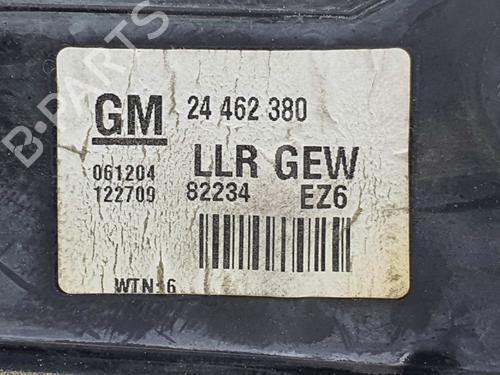 GM 24 462 380
061204 LLR GEW
122709 82234 EZ6
WTN-6
B-PARTS